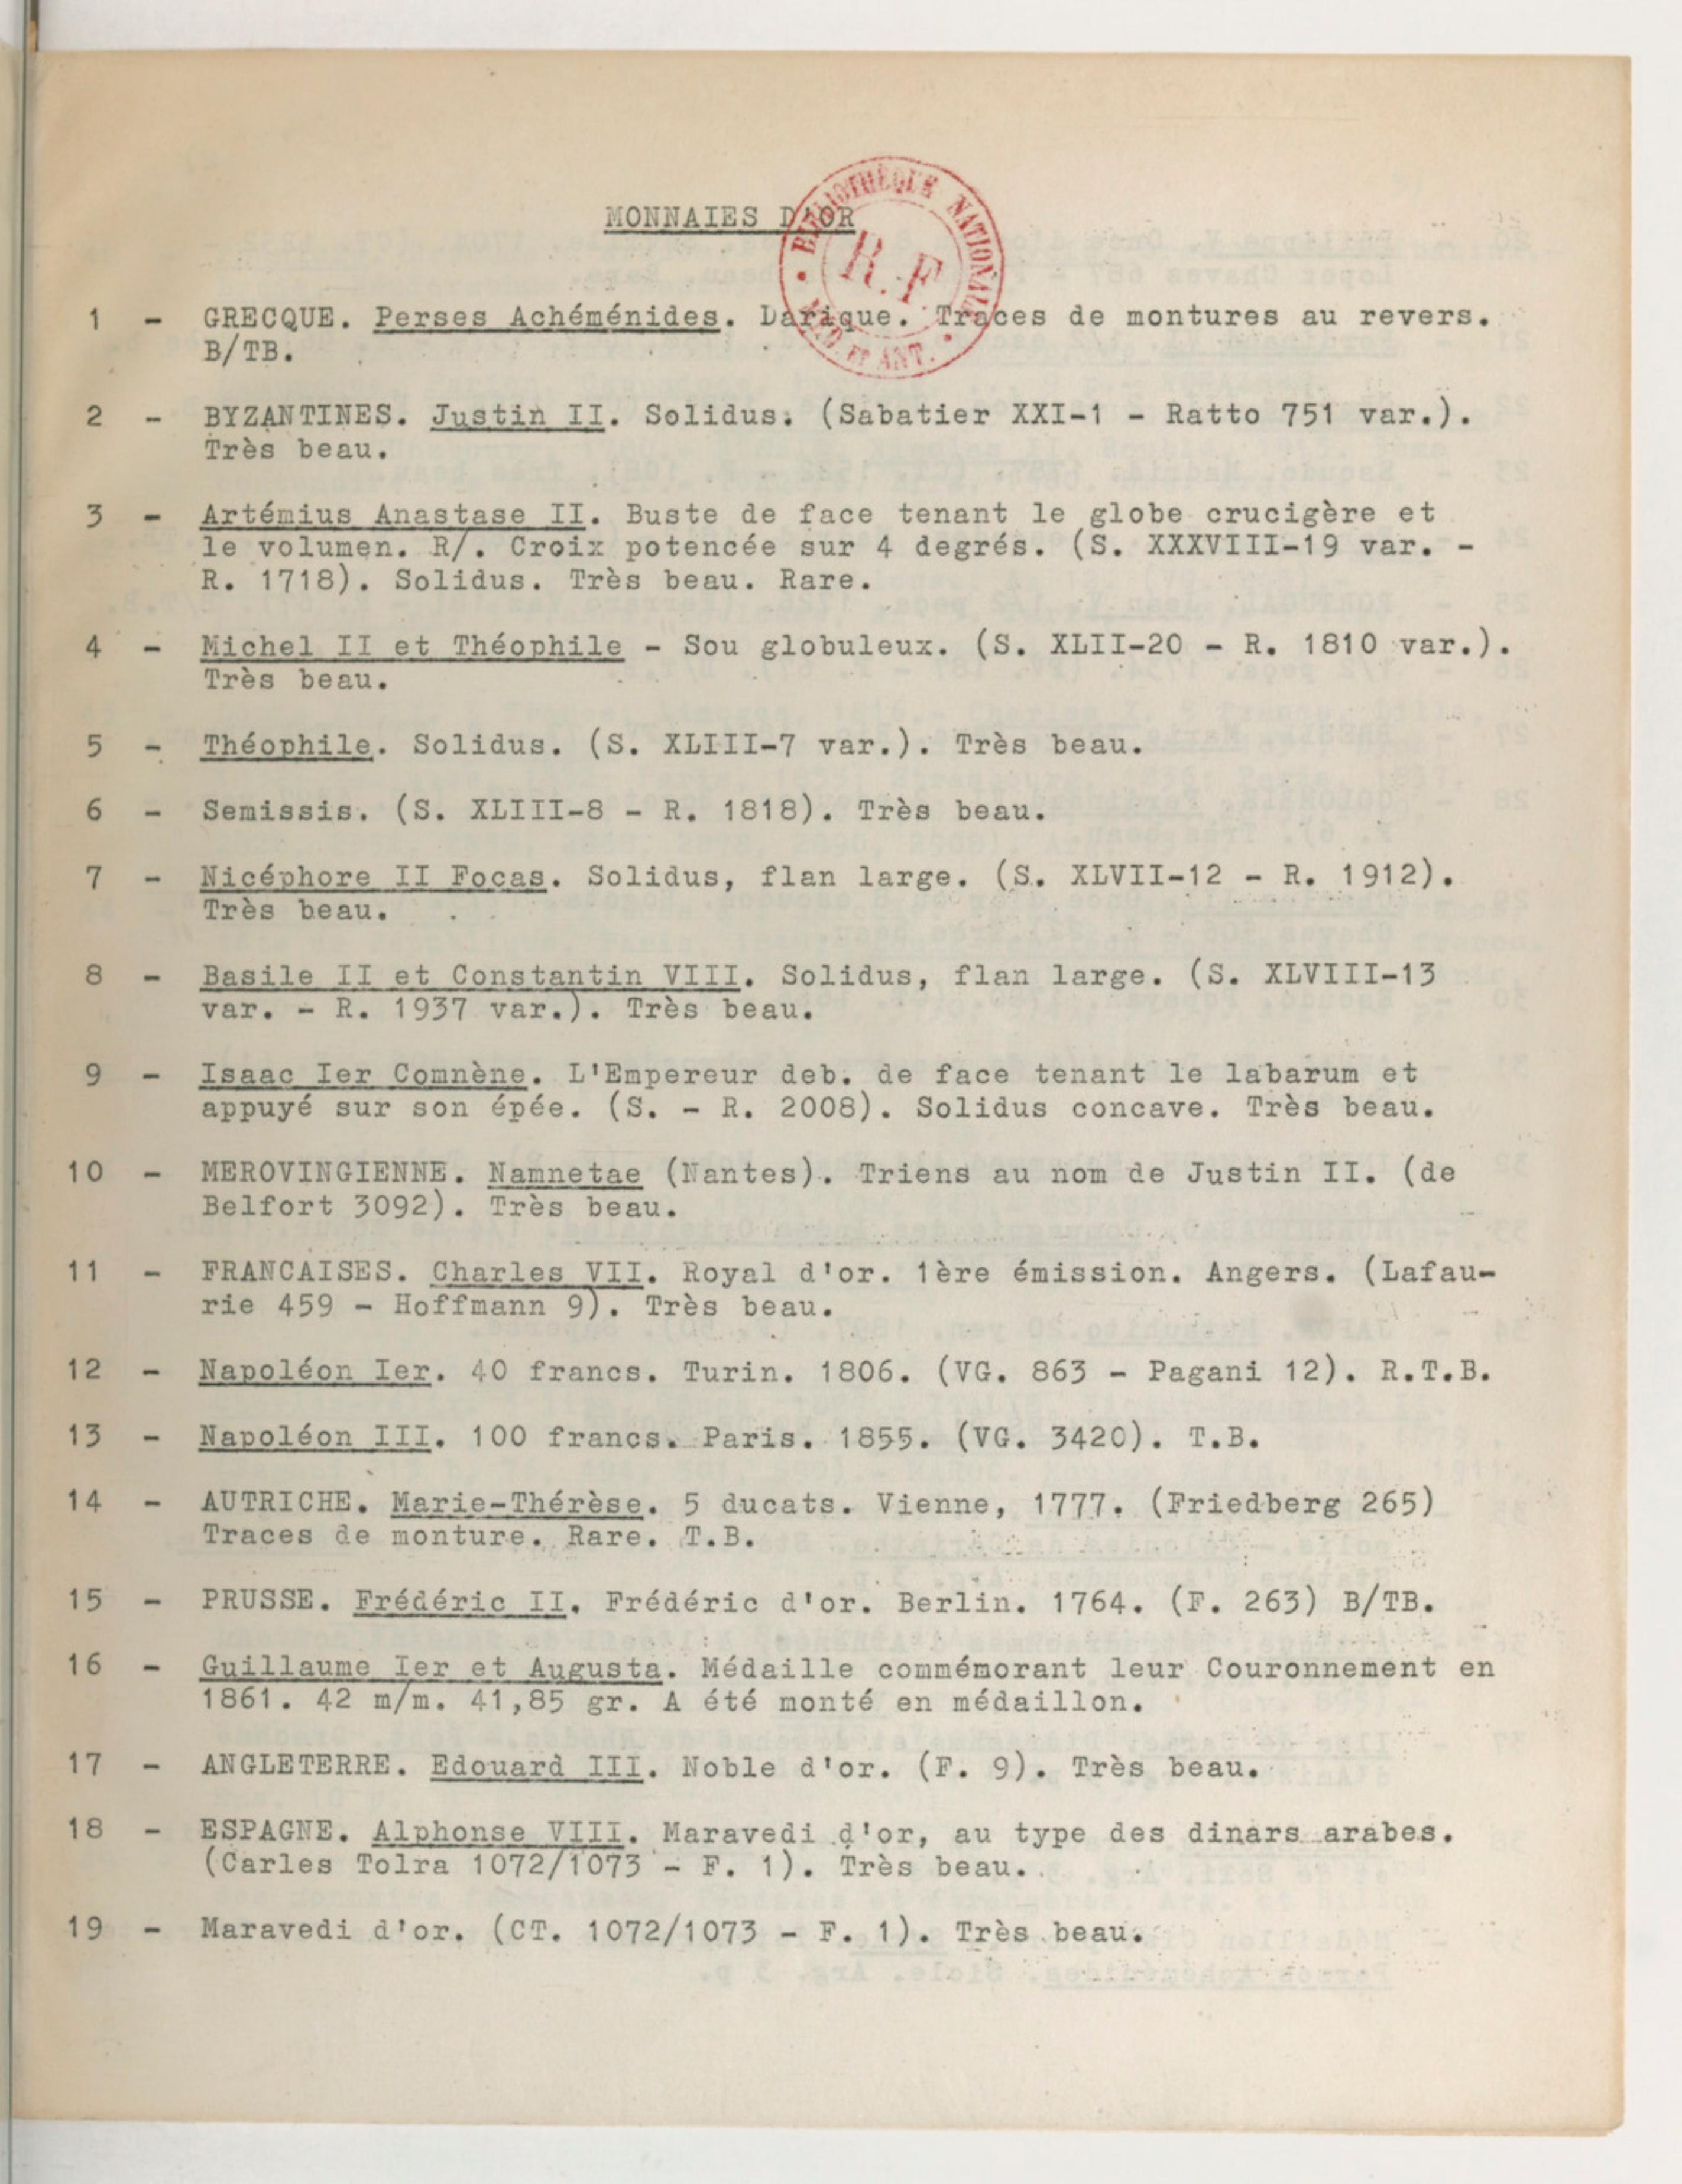 MONNAIES D'OR
BIBLIOTHÈQUE NATIONALE
R.F.
MED. ET ANT.
1 - GRECQUE. Perses Achéménides. Darique. Traces de montures au revers.
B/TB.
2 - BYZANTINES. Justin II. Solidus. (Sabatier XXI-1 - Ratto 751 var.).
Très beau.
3 - Artémius Anastase II. Buste de face tenant le globe crucigère et
le volumen. R/. Croix potencée sur 4 degrés. (S. XXXVIII-19 var. -
R. 1718). Solidus. Très beau. Rare.
4 - Michel II et Théophile - Sou globuleux. (S. XLII-20 - R. 1810 var.).
Très beau.
5 - Théophile. Solidus. (S. XLIII-7 var.). Très beau.
6 - Semissis. (S. XLIII-8 - R. 1818). Très beau.
7 - Nicéphore II Focas. Solidus, flan large. (S. XLVII-12 - R. 1912).
Très beau.
8 - Basile II et Constantin VIII. Solidus, flan large. (S. XLVIII-13
var. - R. 1937 var.). Très beau.
9 - Isaac Ier Comnène. L'Empereur deb. de face tenant le labarum et
appuyé sur son épée. (S. - R. 2008). Solidus concave. Très beau.
10 - MEROVINGIENNE. Namnetae (Nantes). Triens au nom de Justin II. (de
Belfort 3092). Très beau.
11 - FRANCAISES. Charles VII. Royal d'or. 1ère émission. Angers. (Lafau-
rie 459 - Hoffmann 9). Très beau.
12 - Napoléon Ier. 40 francs. Turin. 1806. (VG. 863 - Pagani 12). R.T.B.
13 - Napoléon III. 100 francs. Paris. 1855. (VG. 3420). T.B.
14 - AUTRICHE. Marie-Thérèse. 5 ducats. Vienne, 1777. (Friedberg 265)
Traces de monture. Rare. T.B.
15 - PRUSSE. Frédéric II. Frédéric d'or. Berlin. 1764. (F. 263) B/TB.
16 - Guillaume Ier et Augusta. Médaille commémorant leur Couronnement en
1861. 42 m/m. 41,85 gr. A été monté en médaillon.
17 - ANGLETERRE. Edouard III. Noble d'or. (F. 9). Très beau.
18 - ESPAGNE. Alphonse VIII. Maravedi d'or, au type des dinars arabes.
(Carles Tolra 1072/1073 - F. 1). Très beau.
19 - Maravedi d'or. (CT. 1072/1073 - F. 1). Très beau.